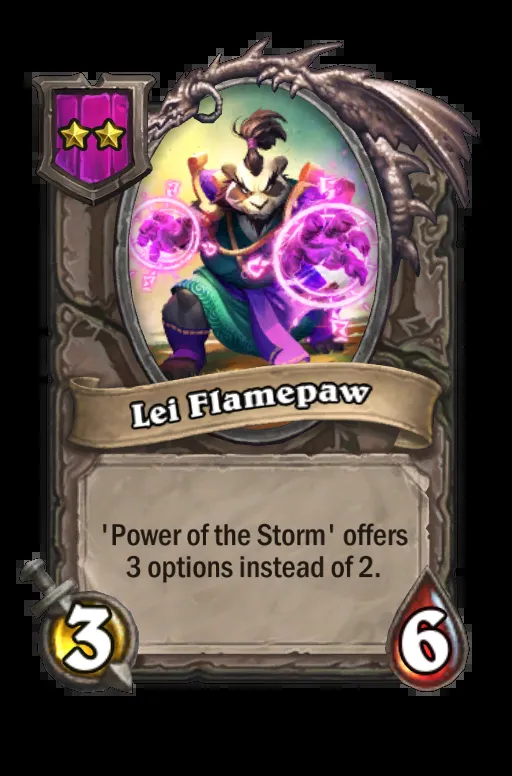 Lei Flamepaw
'Power of the Storm' offers
3 options instead of 2.
3
6